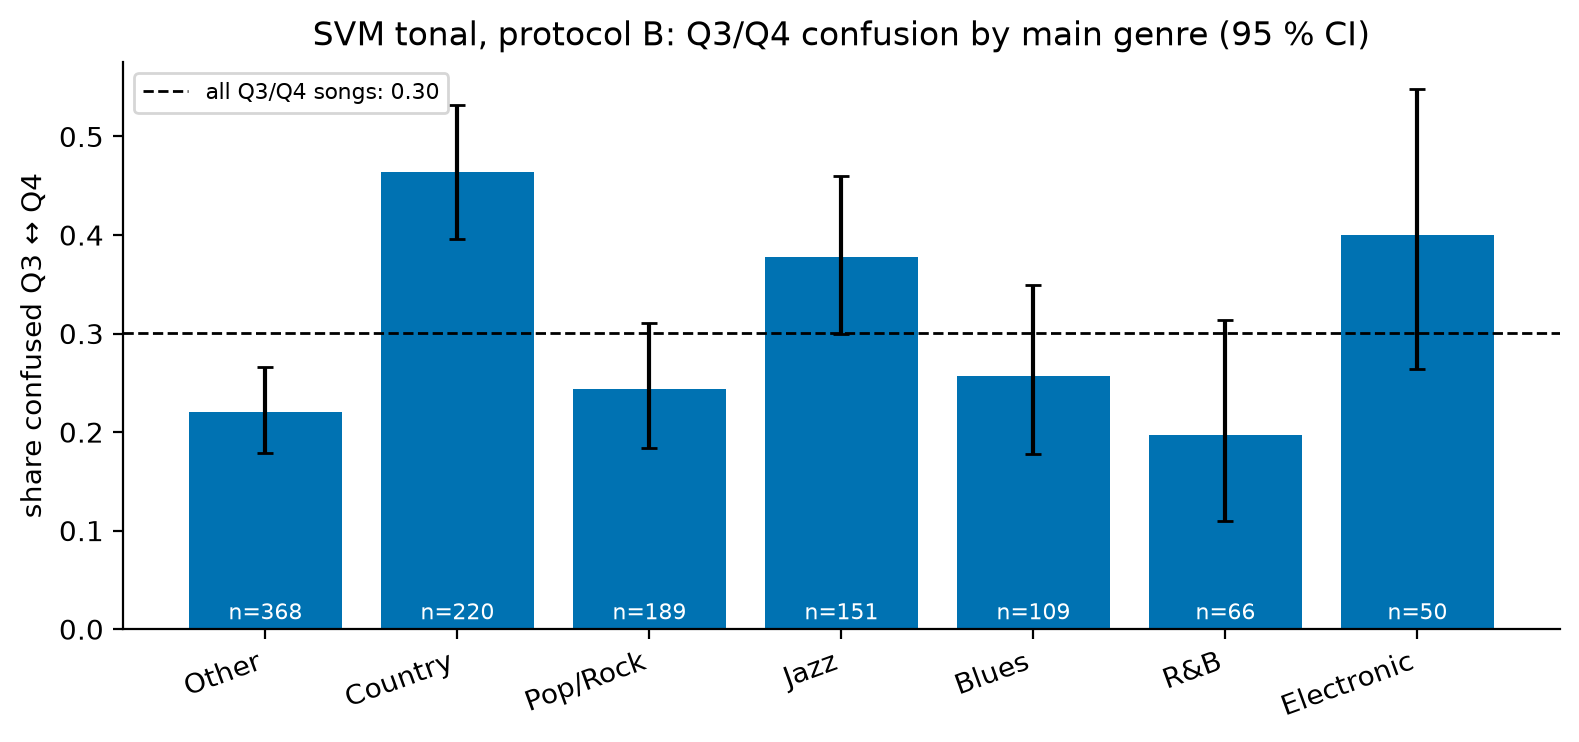 SVM tonal, protocol B: Q3/Q4 confusion by main genre (95 % CI)
all Q3/Q4 songs: 0.30
share confused Q3 ↔ Q4
0.5
0.4
0.3
0.2
0.1
0.0
n=368
n=220
n=189
n=151
n=109
n=66
n=50
Other
Country
Pop/Rock
Jazz
Blues
R&B
Electronic